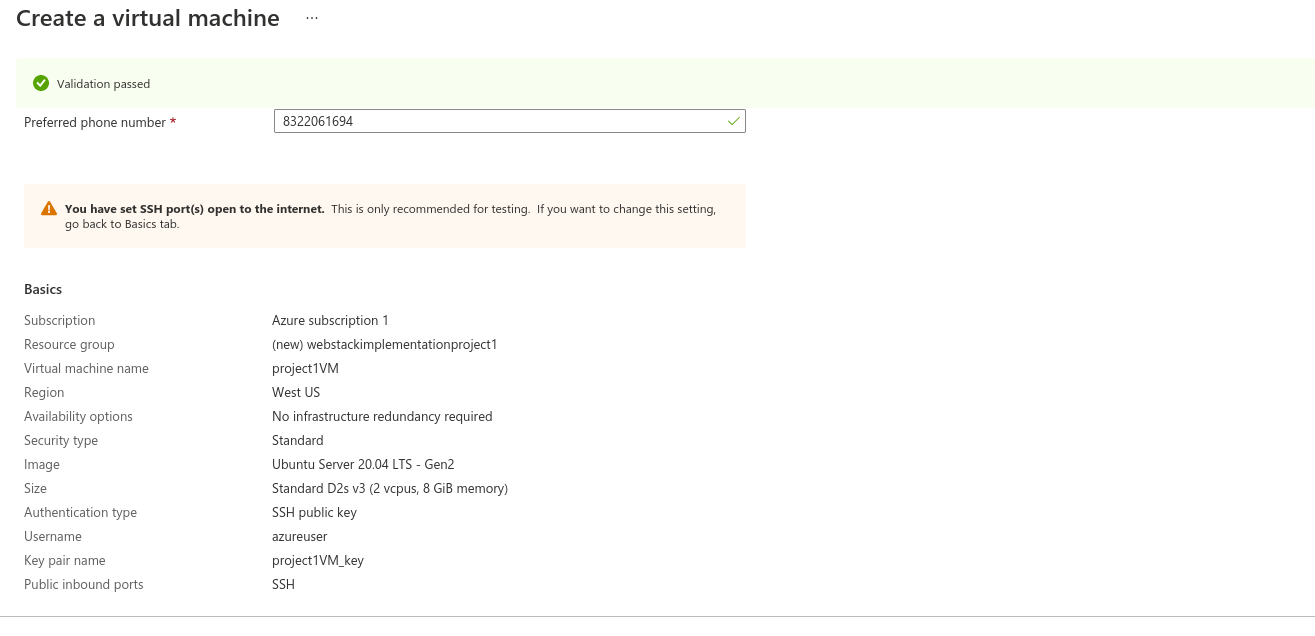 Create a virtual machine ...
Validation passed
Preferred phone number * 8322061694
You have set SSH port(s) open to the internet. This is only recommended for testing. If you want to change this setting,
go back to Basics tab.
Basics
Subscription Azure subscription 1
Resource group (new) webstackimplementationproject1
Virtual machine name project1VM
Region West US
Availability options No infrastructure redundancy required
Security type Standard
Image Ubuntu Server 20.04 LTS - Gen2
Size Standard D2s v3 (2 vcpus, 8 GiB memory)
Authentication type SSH public key
Username azureuser
Key pair name project1VM_key
Public inbound ports SSH